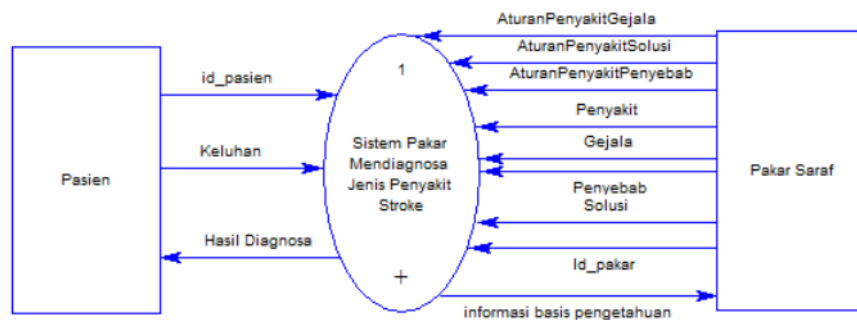 AturanPenyakitGejala
AturanPenyakitSolusi
AturanPenyakitPenyebab
Penyakit
Gejala
Penyebab
Solusi
Id_pakar
informasi basis pengetahuan
id_pasien
Keluhan
Hasil Diagnosa
Pasien
1
Sistem Pakar
Mendiagnosa
Jenis Penyakit
Stroke
+
Pakar Saraf